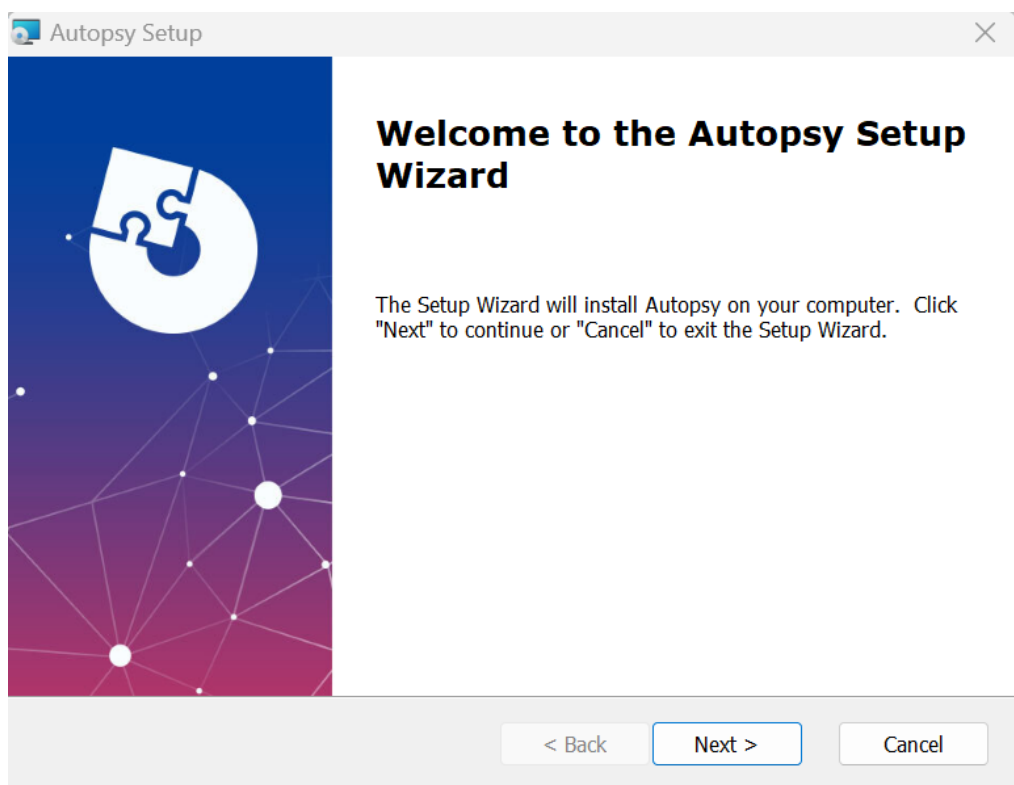 Autopsy Setup
Welcome to the Autopsy Setup
Wizard
The Setup Wizard will install Autopsy on your computer.  Click
"Next" to continue or "Cancel" to exit the Setup Wizard.
< Back
Next >
Cancel